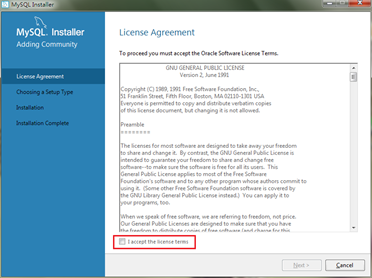 MySQL Installer
MySQL. Installer
Adding Community
License Agreement
Choosing a Setup Type
Installation
Installation Complete
License Agreement
To proceed you must accept the Oracle Software License Terms.
GNU GENERAL PUBLIC LICENSE
Version 2, June 1991
Copyright (C) 1989, 1991 Free Software Foundation, Inc.,
51 Franklin Street, Fifth Floor, Boston, MA 02110-1301 USA
Everyone is permitted to copy and distribute verbatim copies
of this license document, but changing it is not allowed.
Preamble
========
The licenses for most software are designed to take away your freedom
to share and change it. By contrast, the GNU General Public License is
intended to guarantee your freedom to share and change free
software--to make sure the software is free for all its users. This
General Public License applies to most of the Free Software
Foundation's software and to any other program whose authors commit to
using it. (Some other Free Software Foundation software is covered by
the GNU Library General Public License instead.) You can apply it to
your programs, too.
When we speak of free software, we are referring to freedom, not price.
Our General Public Licenses are designed to make sure that you have
the freedom to distribute copies of free software (and charge for this
I accept the license terms
Next >
Cancel